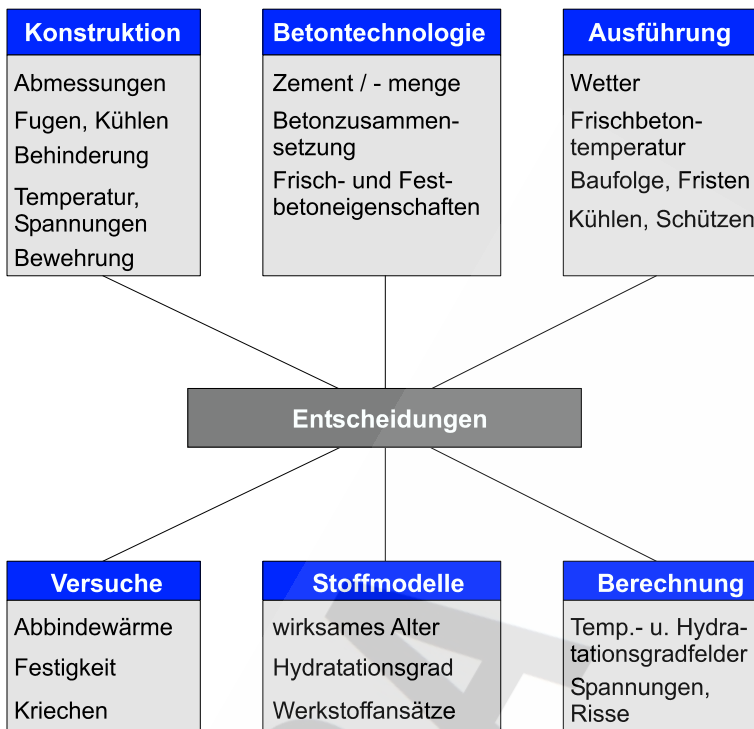 Konstruktion
Abmessungen
Fugen, Kühlen
Behinderung
Temperatur,
Spannungen
Bewehrung
Betontechnologie
Zement / - menge
Betonzusammen-
setzung
Frisch- und Fest-
betoneigenschaften
Ausführung
Wetter
Frischbeton-
temperatur
Baufolge, Fristen
Kühlen, Schützen
Entscheidungen
Versuche
Abbindewärme
Festigkeit
Kriechen
Stoffmodelle
wirksames Alter
Hydratationsgrad
Werkstoffansätze
Berechnung
Temp.- u. Hydra-
tationsgradfelder
Spannungen,
Risse